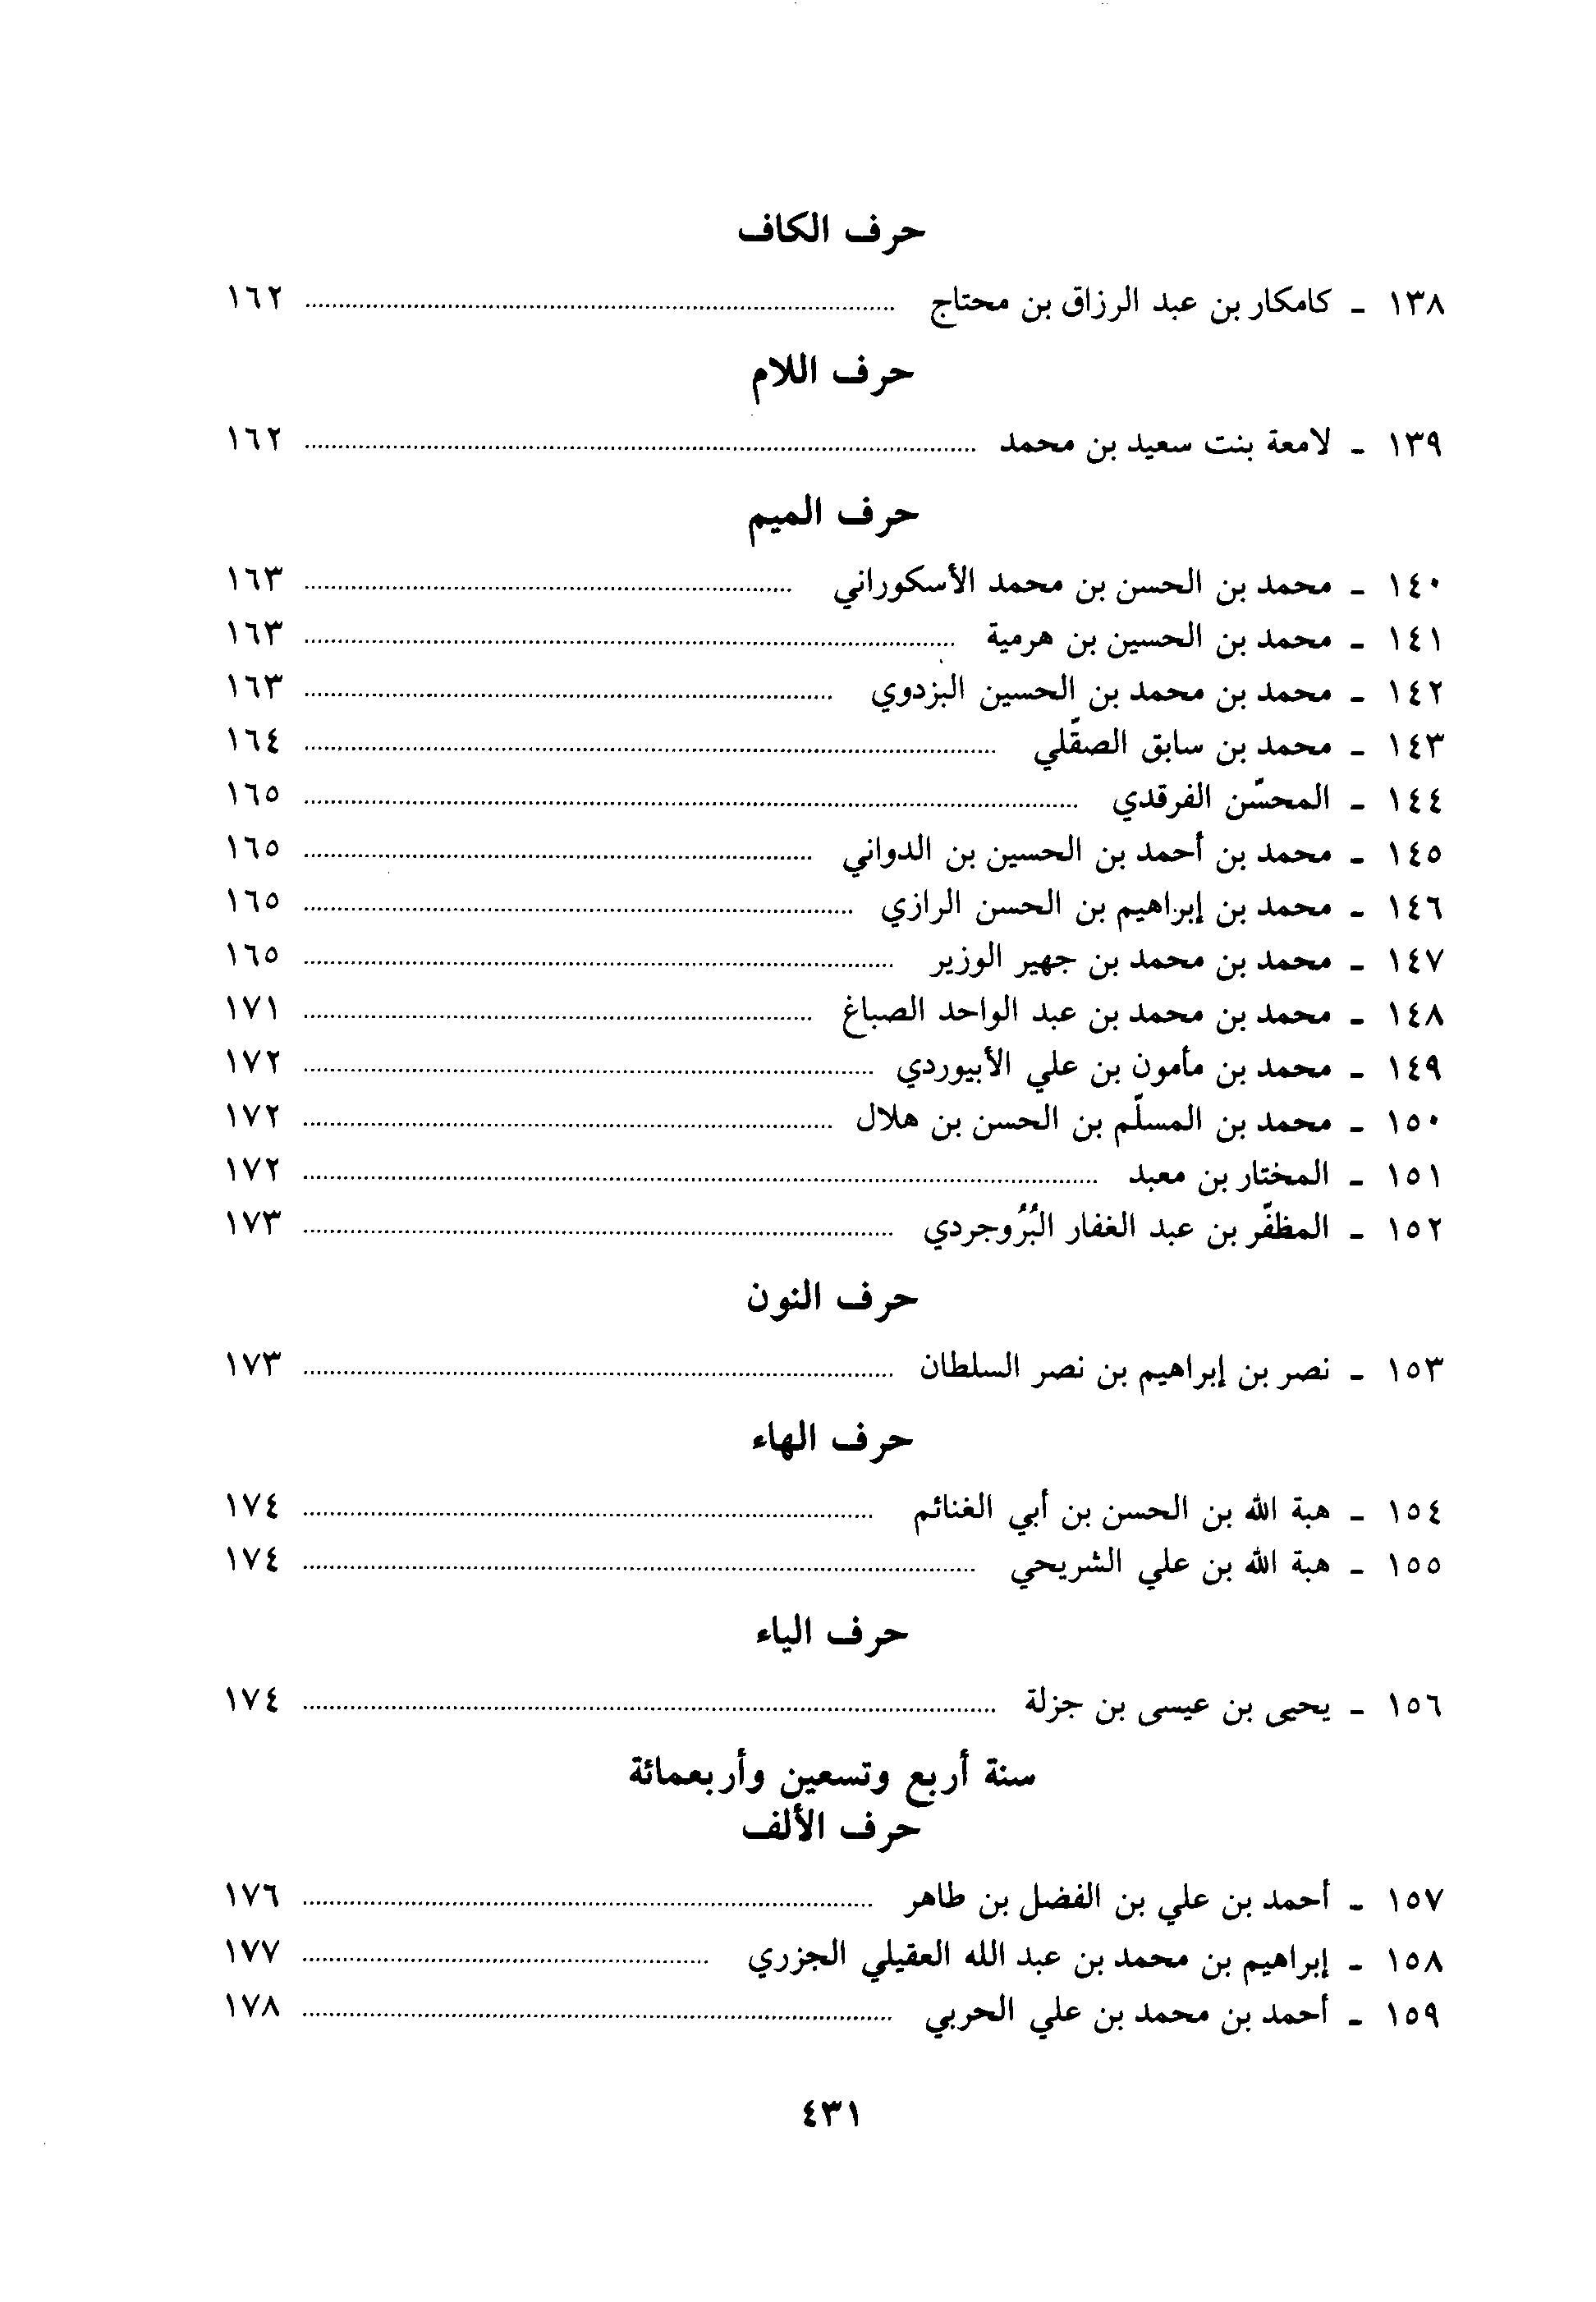 حرف الكاف
١٣٨ - كامكار بن عبد الرزاق بن محتاج ........ ١٦٢
حرف اللام
١٣٩ - لامعة بنت سعيد بن محمد ........ ١٦٢
حرف الميم
١٤٠ - محمد بن الحسن بن محمد الأسكوراني ........ ١٦٣
١٤١ - محمد بن الحسين بن هرمية ........ ١٦٣
١٤٢ - محمد بن محمد بن الحسين البزدوي ........ ١٦٣
١٤٣ - محمد بن سابق الصقّلي ........ ١٦٤
١٤٤ - المحسّن الفرقدي ........ ١٦٥
١٤٥ - محمد بن أحمد بن الحسين بن الدواني ........ ١٦٥
١٤٦ - محمد بن إبراهيم بن الحسن الرازي ........ ١٦٥
١٤٧ - محمد بن محمد بن جهير الوزير ........ ١٦٥
١٤٨ - محمد بن محمد بن عبد الواحد الصباغ ........ ١٧١
١٤٩ - محمد بن مأمون بن علي الأبيوردي ........ ١٧٢
١٥٠ - محمد بن المسلّم بن الحسن بن هلال ........ ١٧٢
١٥١ - المختار بن معبد ........ ١٧٢
١٥٢ - المظفّر بن عبد الغفار البُرُوجردي ........ ١٧٣
حرف النون
١٥٣ - نصر بن إبراهيم بن نصر السلطان ........ ١٧٣
حرف الهاء
١٥٤ - هبة الله بن الحسن بن أبي الغنائم ........ ١٧٤
١٥٥ - هبة الله بن علي الشريحي ........ ١٧٤
حرف الياء
١٥٦ - يحيى بن عيسى بن جزلة ........ ١٧٤
سنة أربع وتسعين وأربعمائة
حرف الألف
١٥٧ - أحمد بن علي بن الفضل بن طاهر ........ ١٧٦
١٥٨ - إبراهيم بن محمد بن عبد الله العقيلي الجزري ........ ١٧٧
١٥٩ - أحمد بن محمد بن علي الحربي ........ ١٧٨
٤٣١